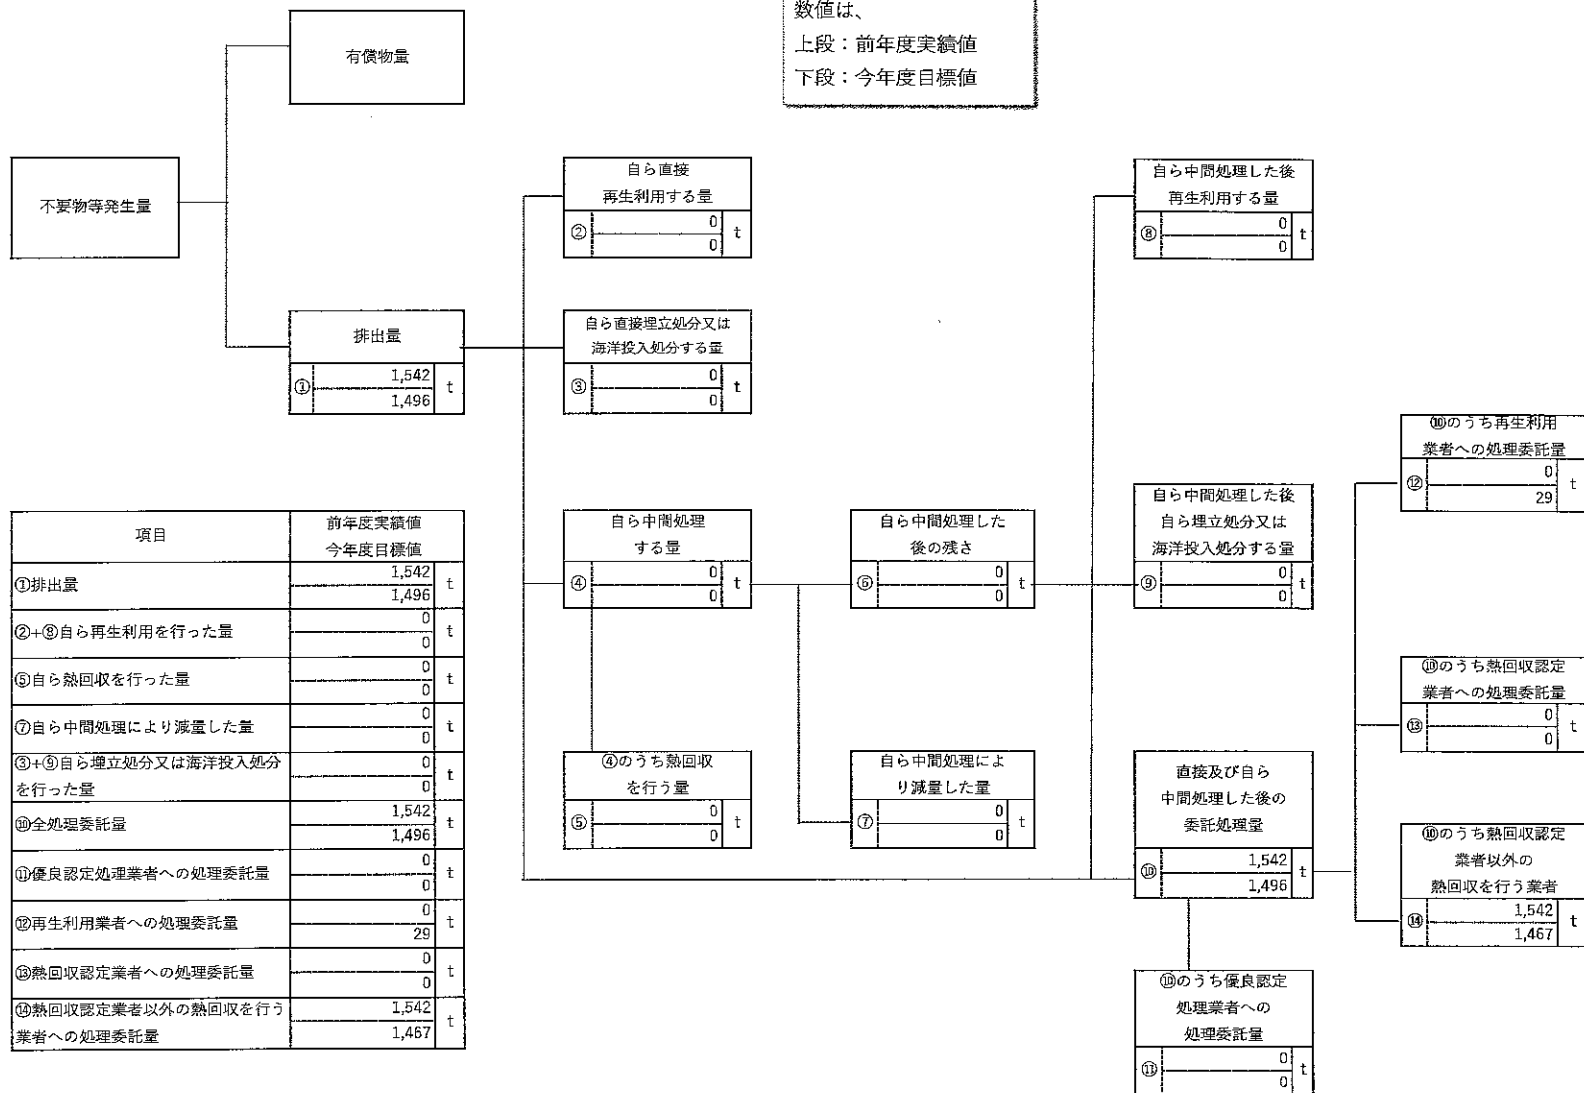 数値は、
上段：前年度実績値
下段：今年度目標値
有償物量
不要物等発生量
排出量
① 1,542 t
1,496
自ら直接
再生利用する量
② 0 t
0
自ら直接埋立処分又は
海洋投入処分する量
③ 0 t
0
自ら中間処理
する量
④ 0 t
0
④のうち熱回収
を行う量
⑤ 0 t
0
自ら中間処理した
後の残さ
⑥ 0 t
0
自ら中間処理によ
り減量した量
⑦ 0 t
0
自ら中間処理した後
再生利用する量
⑧ 0 t
0
自ら中間処理した後
自ら埋立処分又は
海洋投入処分する量
⑨ 0 t
0
直接及び自ら
中間処理した後の
委託処理量
⑩ 1,542 t
1,496
⑩のうち優良認定
処理業者への
処理委託量
⑪ 0 t
0
⑩のうち再生利用
業者への処理委託量
⑫ 0 t
29
⑩のうち熱回収認定
業者への処理委託量
⑬ 0 t
0
⑩のうち熱回収認定
業者以外の
熱回収を行う業者
⑭ 1,542 t
1,467
項目 前年度実績値
今年度目標値
①排出量 1,542 t
1,496
②+⑧自ら再生利用を行った量 0 t
0
⑤自ら熱回収を行った量 0 t
0
⑦自ら中間処理により減量した量 0 t
0
③+⑨自ら埋立処分又は海洋投入処分 0 t
を行った量 0
⑩全処理委託量 1,542 t
1,496
⑪優良認定処理業者への処理委託量 0 t
0
⑫再生利用業者への処理委託量 0 t
29
⑬熱回収認定業者への処理委託量 0 t
0
⑭熱回収認定業者以外の熱回収を行う 1,542 t
業者への処理委託量 1,467